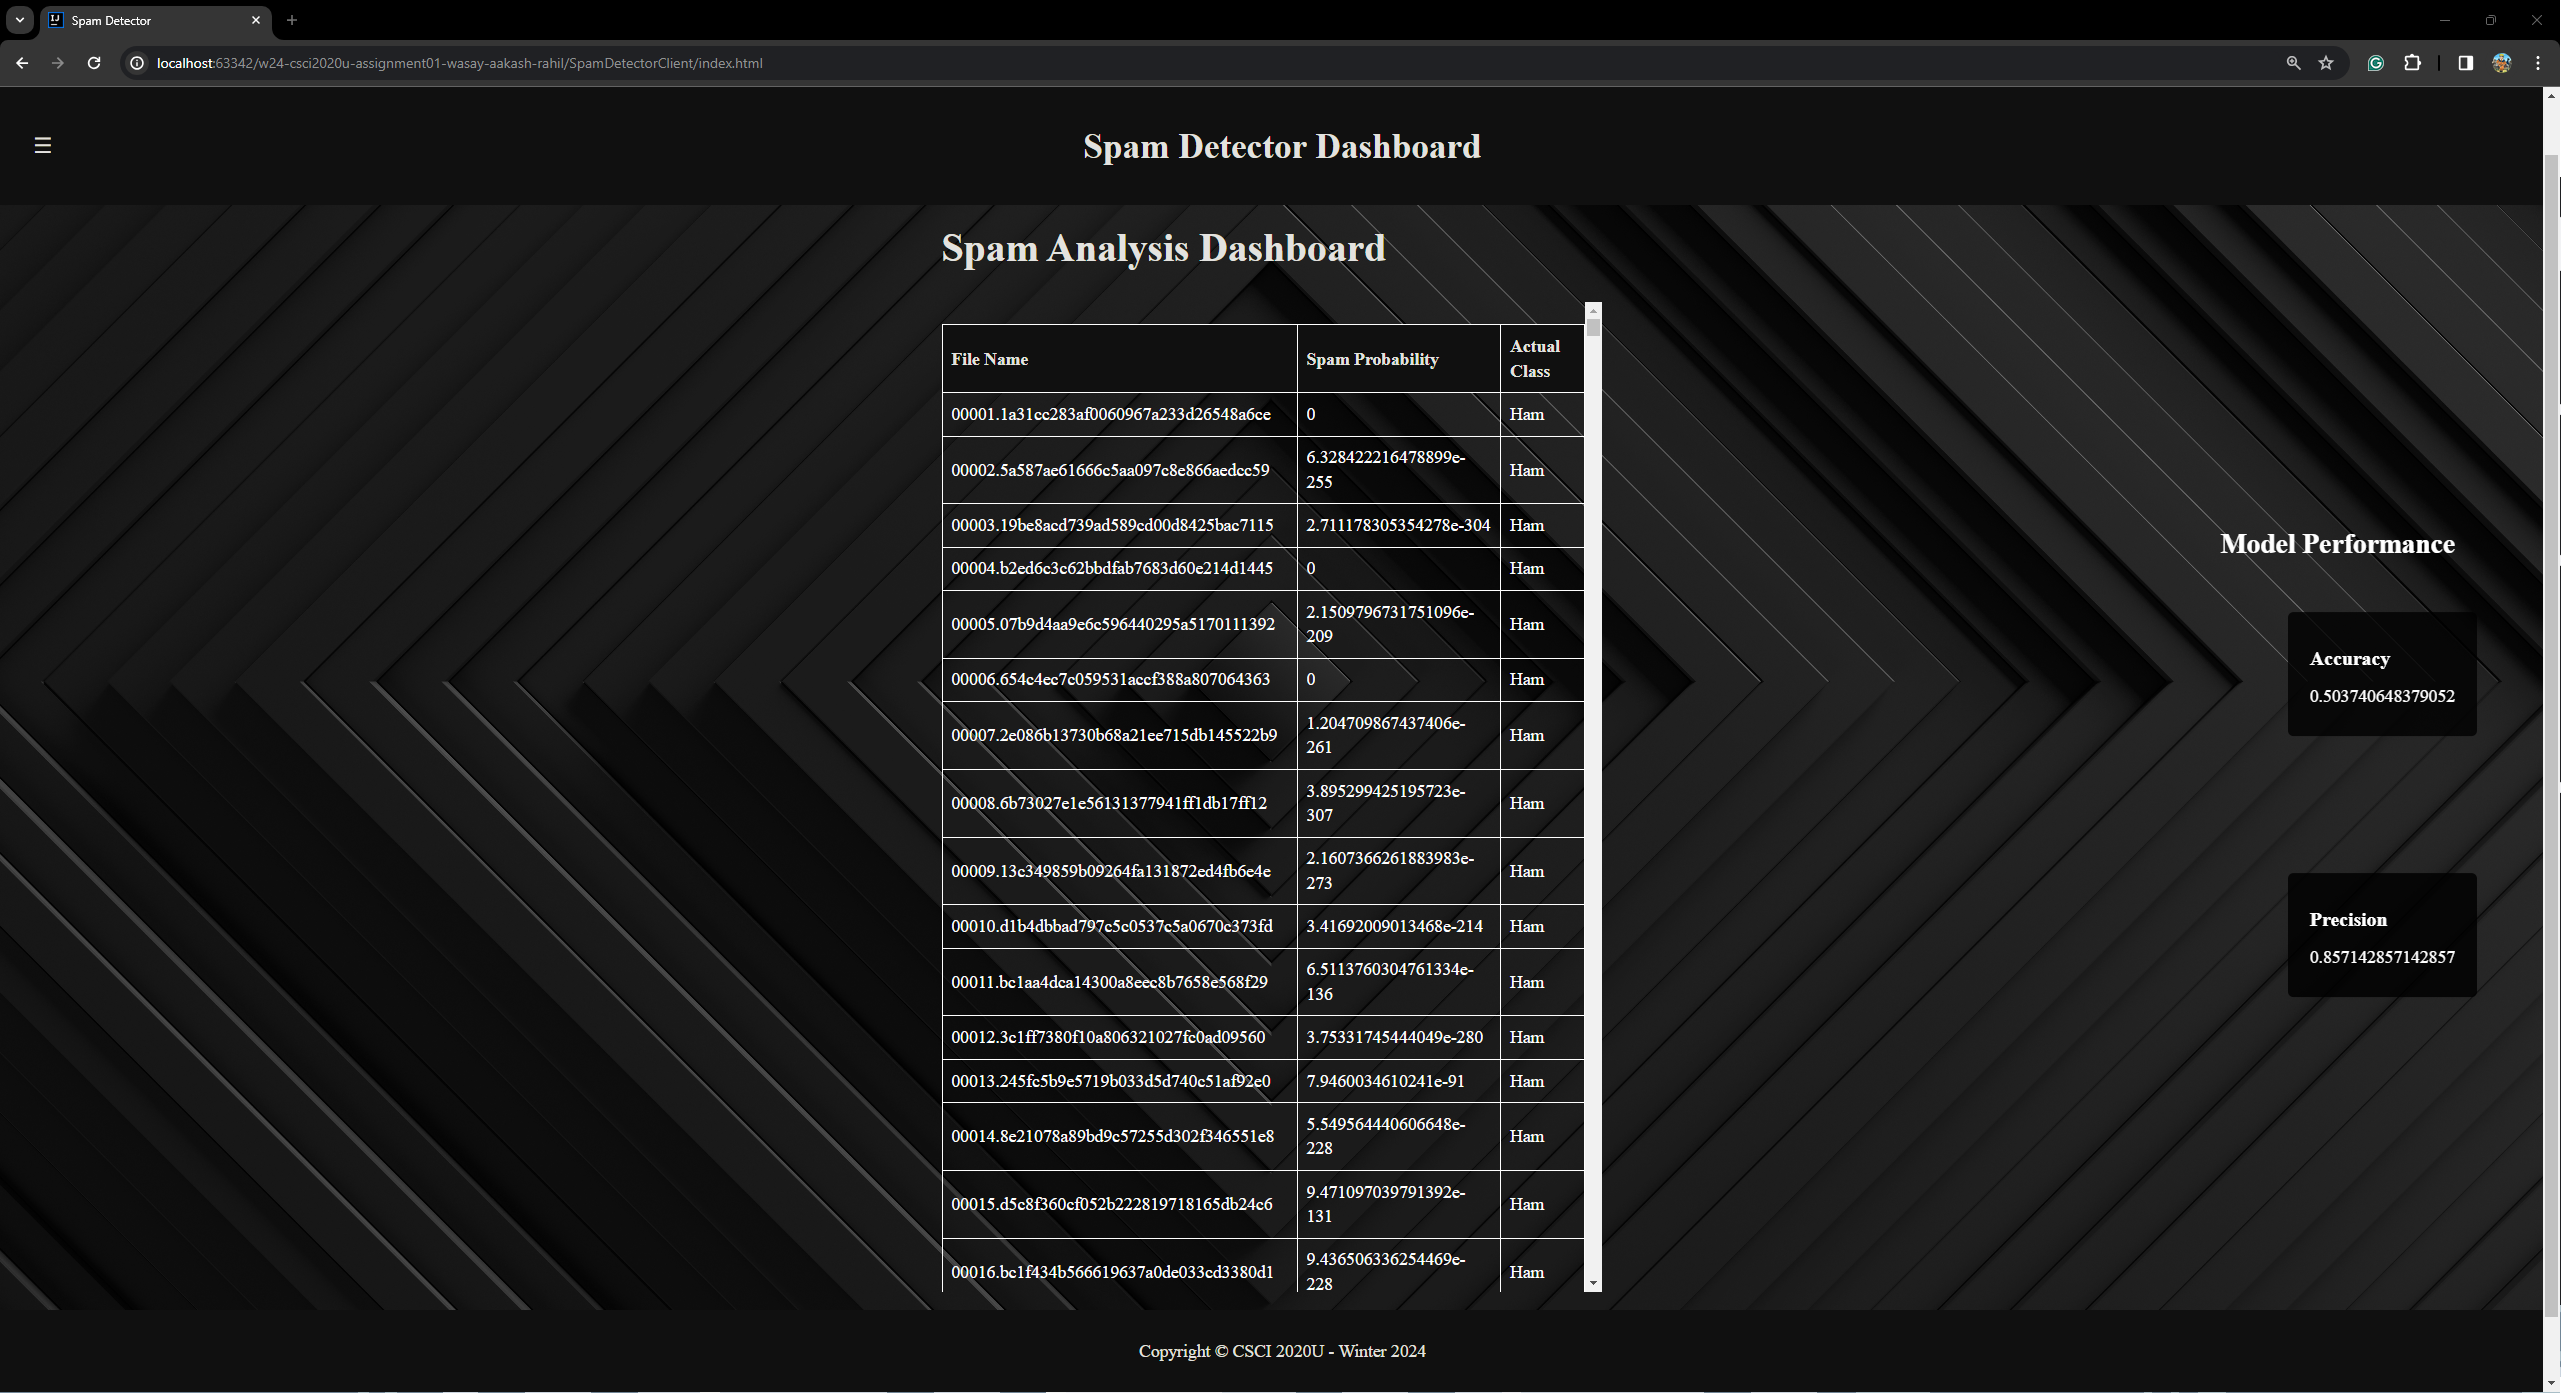 Spam Detector
localhost:63342/w24-csci2020u-assignment01-wasay-aakash-rahil/SpamDetectorClient/index.html
Spam Detector Dashboard
Spam Analysis Dashboard
File Name Spam Probability Actual Class
00001.1a31cc283af0060967a233d26548a6ce 0 Ham
00002.5a587ae61666c5aa097c8e866aedcc59 6.328422216478899e-255 Ham
00003.19be8acd739ad589cd00d8425bac7115 2.711178305354278e-304 Ham
00004.b2ed6c3c62bbdfab7683d60e214d1445 0 Ham
00005.07b9d4aa9e6c596440295a5170111392 2.1509796731751096e-209 Ham
00006.654c4ec7c059531accf388a807064363 0 Ham
00007.2e086b13730b68a21ee715db145522b9 1.204709867437406e-261 Ham
00008.6b73027e1e56131377941ff1db17ff12 3.895299425195723e-307 Ham
00009.13c349859b09264fa131872ed4fb6e4e 2.1607366261883983e-273 Ham
00010.d1b4dbbad797c5c0537c5a0670c373fd 3.41692009013468e-214 Ham
00011.bc1aa4dca14300a8eec8b7658e568f29 6.5113760304761334e-136 Ham
00012.3c1ff7380f10a806321027fc0ad09560 3.75331745444049e-280 Ham
00013.245fc5b9e5719b033d5d740c51af92e0 7.9460034610241e-91 Ham
00014.8e21078a89bd9c57255d302f346551e8 5.549564440606648e-228 Ham
00015.d5c8f360cf052b222819718165db24c6 9.471097039791392e-131 Ham
00016.bc1f434b566619637a0de033cd3380d1 9.436506336254469e-228 Ham
Model Performance
Accuracy
0.503740648379052
Precision
0.857142857142857
Copyright © CSCI 2020U - Winter 2024